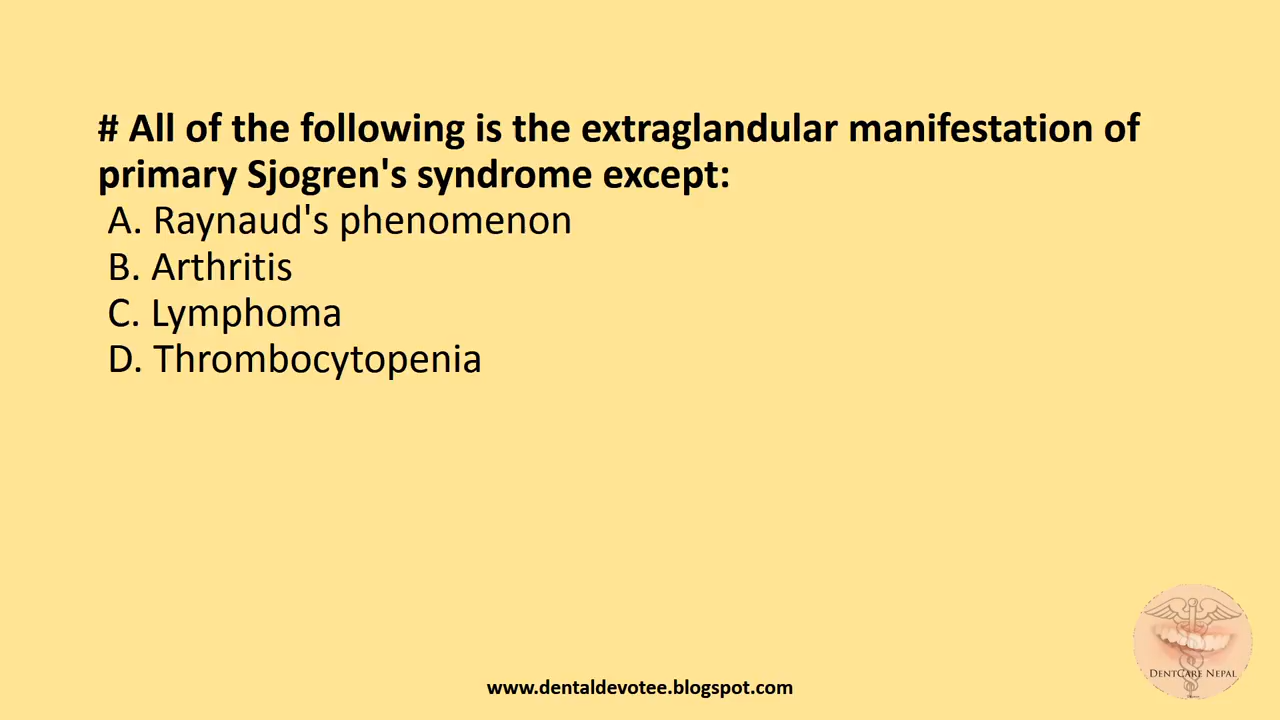 # All of the following is the extraglandular manifestation of
primary Sjogren's syndrome except:
A. Raynaud's phenomenon
B. Arthritis
C. Lymphoma
D. Thrombocytopenia
DENTCARE NEPAL
www.dentaldevotee.blogspot.com